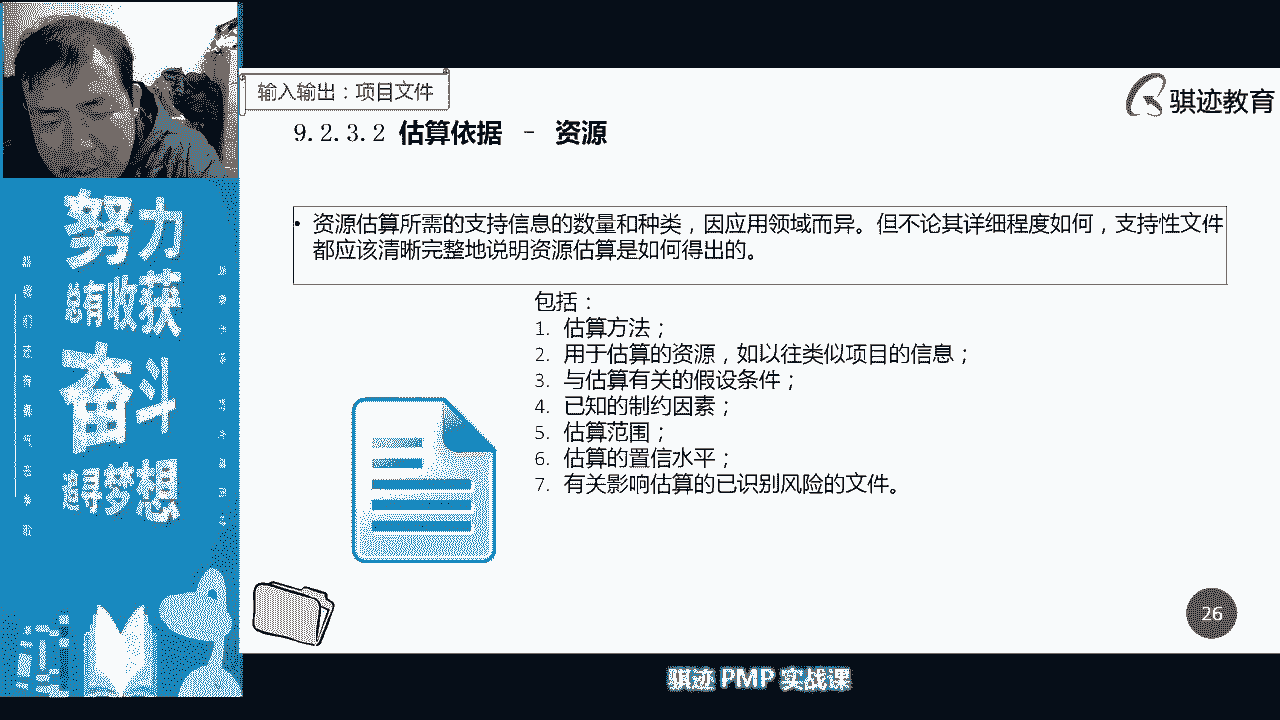 输入输出：项目文件
骐迹教育
9.2.3.2 估算依据 - 资源
• 资源估算所需的支持信息的数量和种类，因应用领域而异。但不论其详细程度如何，支持性文件
都应该清晰完整地说明资源估算是如何得出的。
包括：
1. 估算方法；
2. 用于估算的资源，如以往类似项目的信息；
3. 与估算有关的假设条件；
4. 已知的制约因素；
5. 估算范围；
6. 估算的置信水平；
7. 有关影响估算的已识别风险的文件。
26
努力
总有收获
奋斗
追寻梦想
骐迹 PMP 实战课